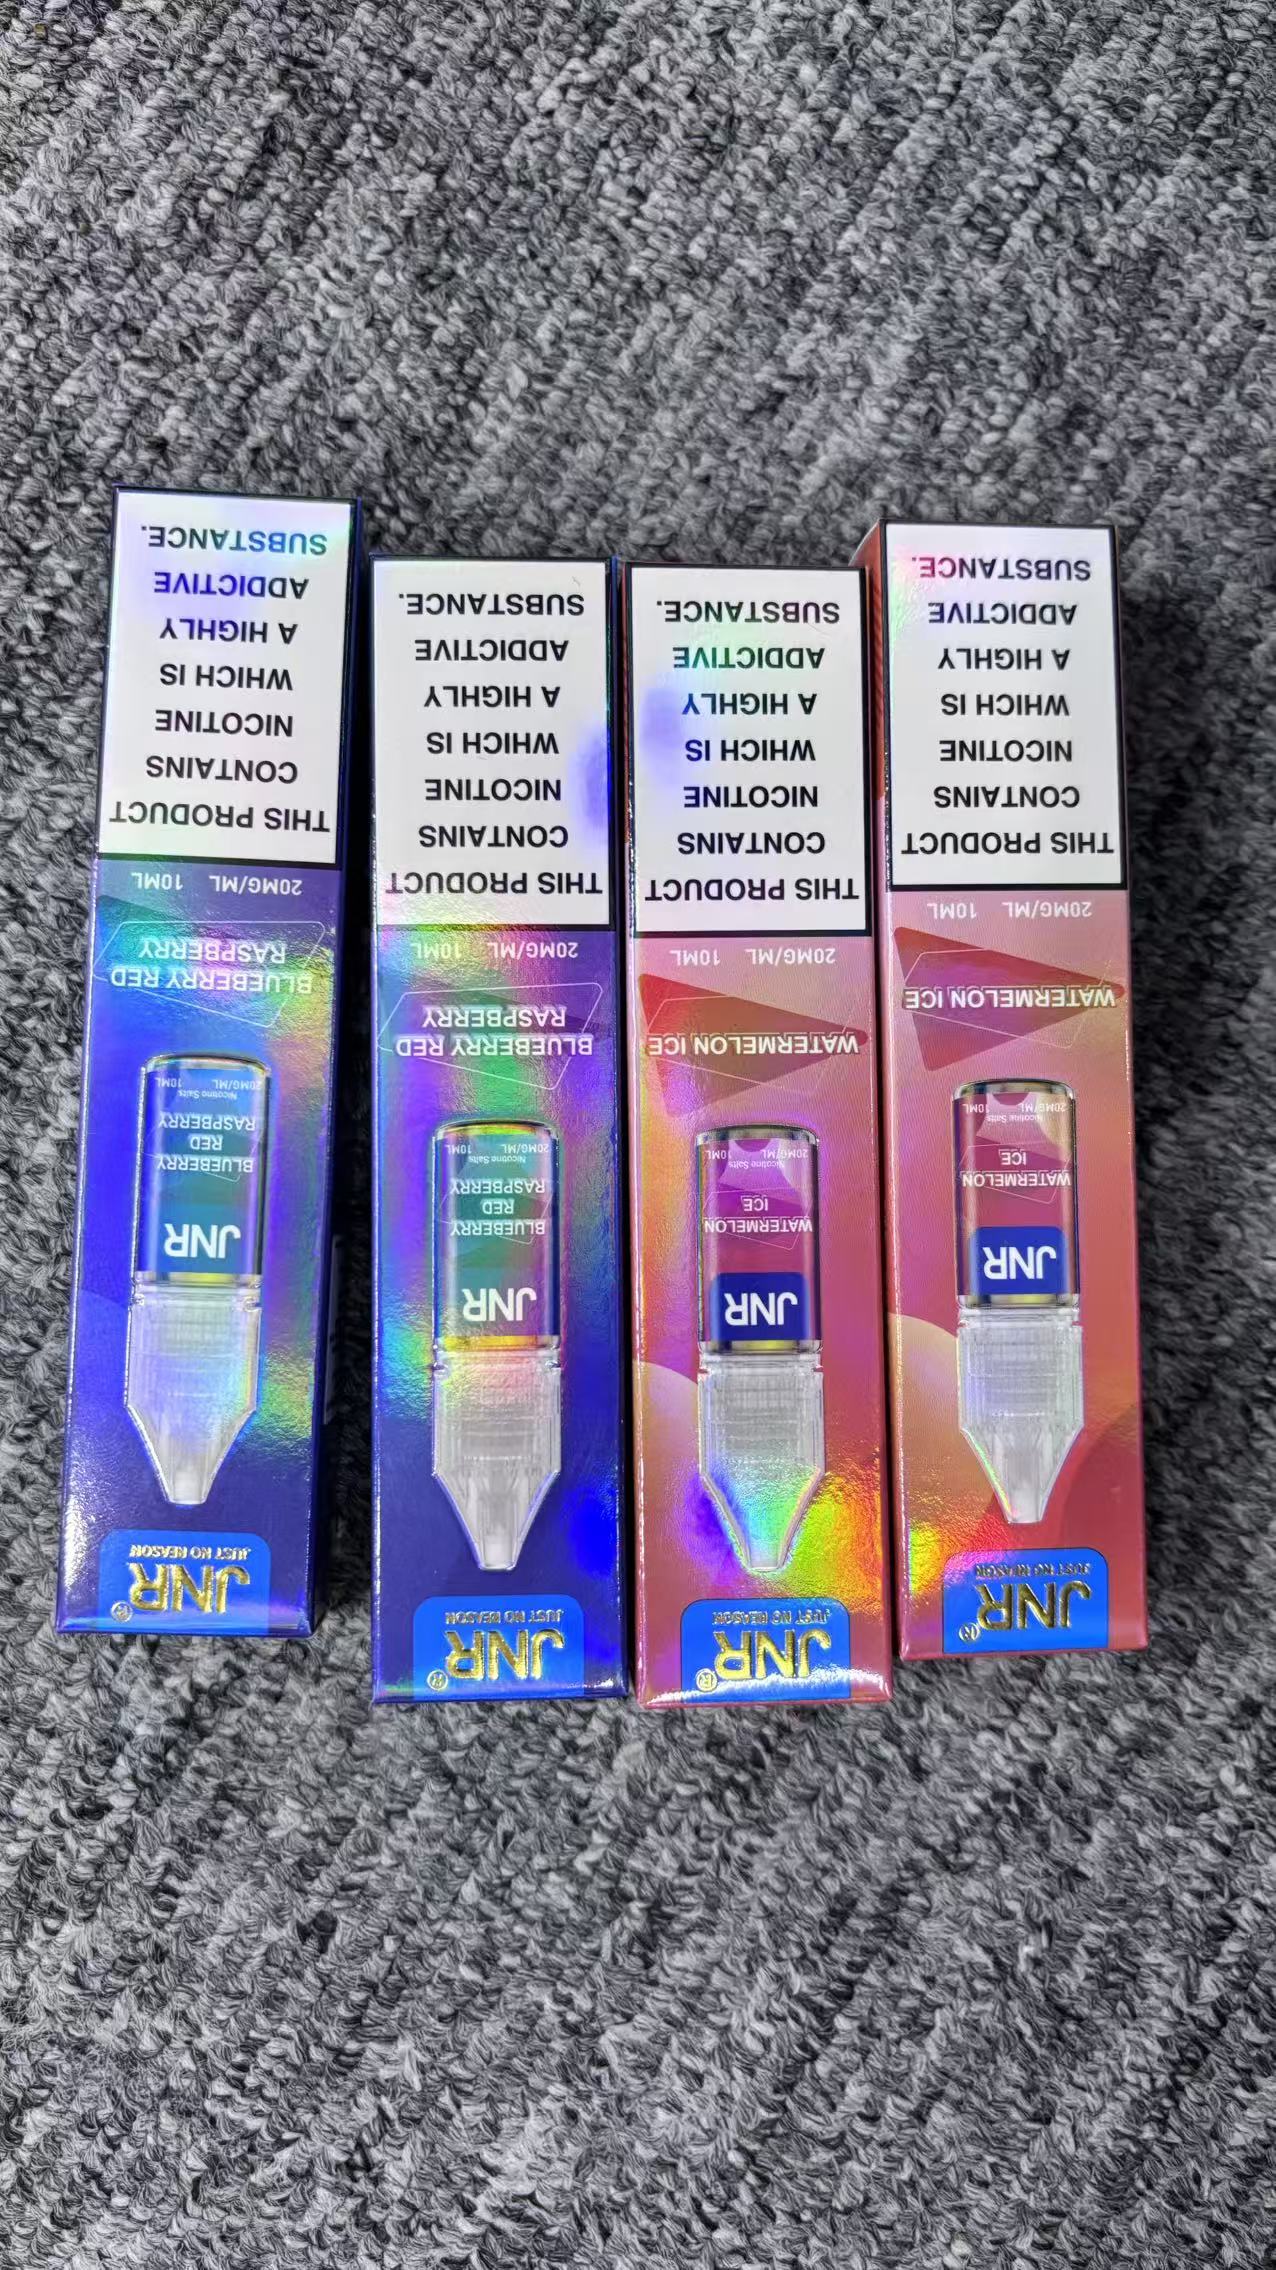 JNR®
JUST NO REASON
JNR
WATERMELON
ICE
Nicotine Salts
20MG/ML 10ML
WATERMELON ICE
20MG/ML 10ML
THIS PRODUCT
CONTAINS
NICOTINE
WHICH IS
A HIGHLY
ADDICTIVE
SUBSTANCE.
JNR®
JUST NO REASON
JNR
WATERMELON
ICE
Nicotine Salts
20MG/ML 10ML
WATERMELON ICE
20MG/ML 10ML
THIS PRODUCT
CONTAINS
NICOTINE
WHICH IS
A HIGHLY
ADDICTIVE
SUBSTANCE.
JNR®
JUST NO REASON
JNR
BLUEBERRY
RED
RASPBERRY
Nicotine Salts
20MG/ML 10ML
BLUEBERRY RED
RASPBERRY
20MG/ML 10ML
THIS PRODUCT
CONTAINS
NICOTINE
WHICH IS
A HIGHLY
ADDICTIVE
SUBSTANCE.
JNR®
JUST NO REASON
JNR
BLUEBERRY
RED
RASPBERRY
Nicotine Salts
20MG/ML 10ML
BLUEBERRY RED
RASPBERRY
20MG/ML 10ML
THIS PRODUCT
CONTAINS
NICOTINE
WHICH IS
A HIGHLY
ADDICTIVE
SUBSTANCE.